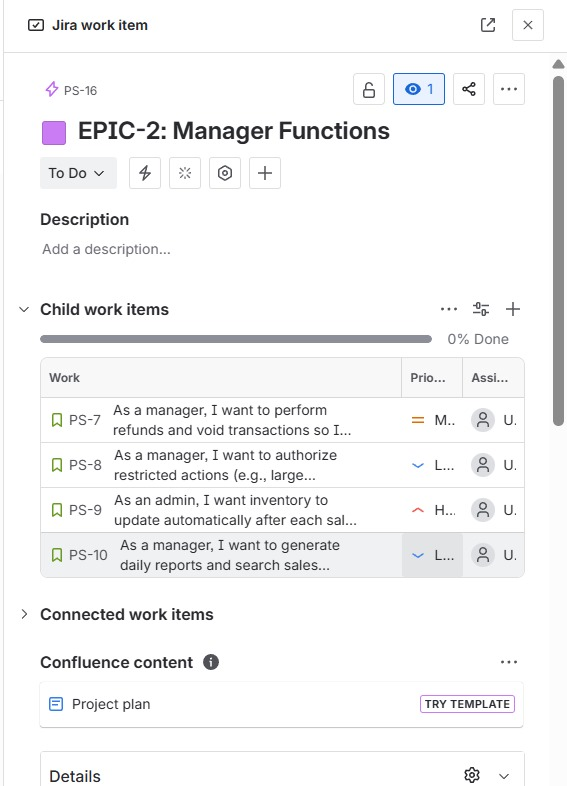 Jira work item
PS-16
1
EPIC-2: Manager Functions
To Do
Description
Add a description...
Child work items
0% Done
Work Prio... Assi...
PS-7 As a manager, I want to perform
refunds and void transactions so I... M.. U.
PS-8 As a manager, I want to authorize
restricted actions (e.g., large... L... U.
PS-9 As an admin, I want inventory to
update automatically after each sal... H... U.
PS-10 As a manager, I want to generate
daily reports and search sales... L... U.
Connected work items
Confluence content
Project plan TRY TEMPLATE
Details